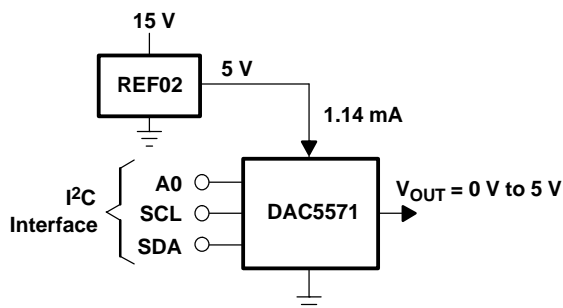 15 V
REF02
5 V
1.14 mA
I²C
Interface
A0
SCL
SDA
DAC5571
V_OUT = 0 V to 5 V